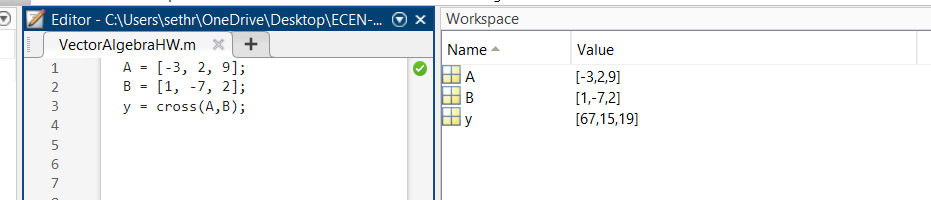 Editor - C:\Users\sethr\OneDrive\Desktop\ECEN-...
VectorAlgebraHW.m
1 A = [-3, 2, 9];
2 B = [1, -7, 2];
3 y = cross(A,B);
4
5
6
7
Workspace
Name Value
A [-3,2,9]
B [1,-7,2]
y [67,15,19]